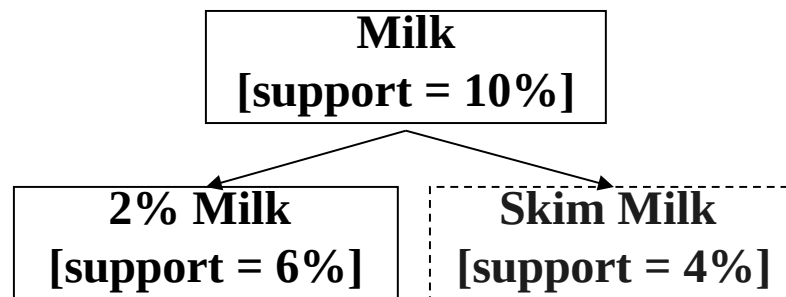 Milk
[support = 10%]
2% Milk
[support = 6%]
Skim Milk
[support = 4%]